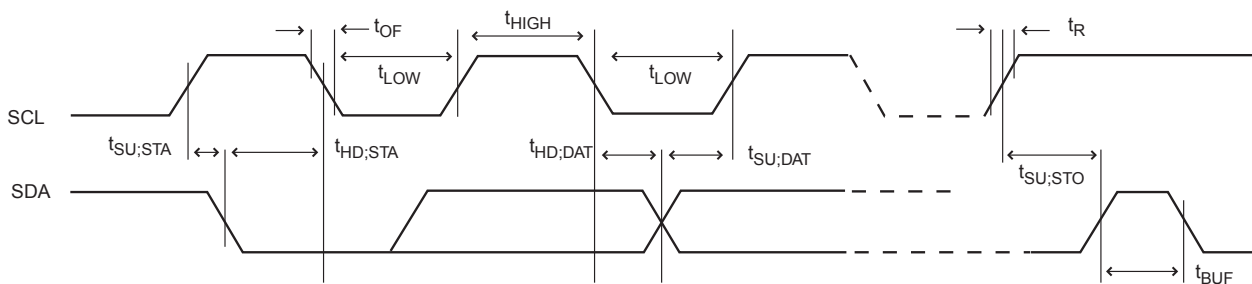 tOF
tHIGH
tR
tLOW
tLOW
SCL
tSU;STA
tHD;STA
tHD;DAT
tSU;DAT
tSU;STO
SDA
tBUF